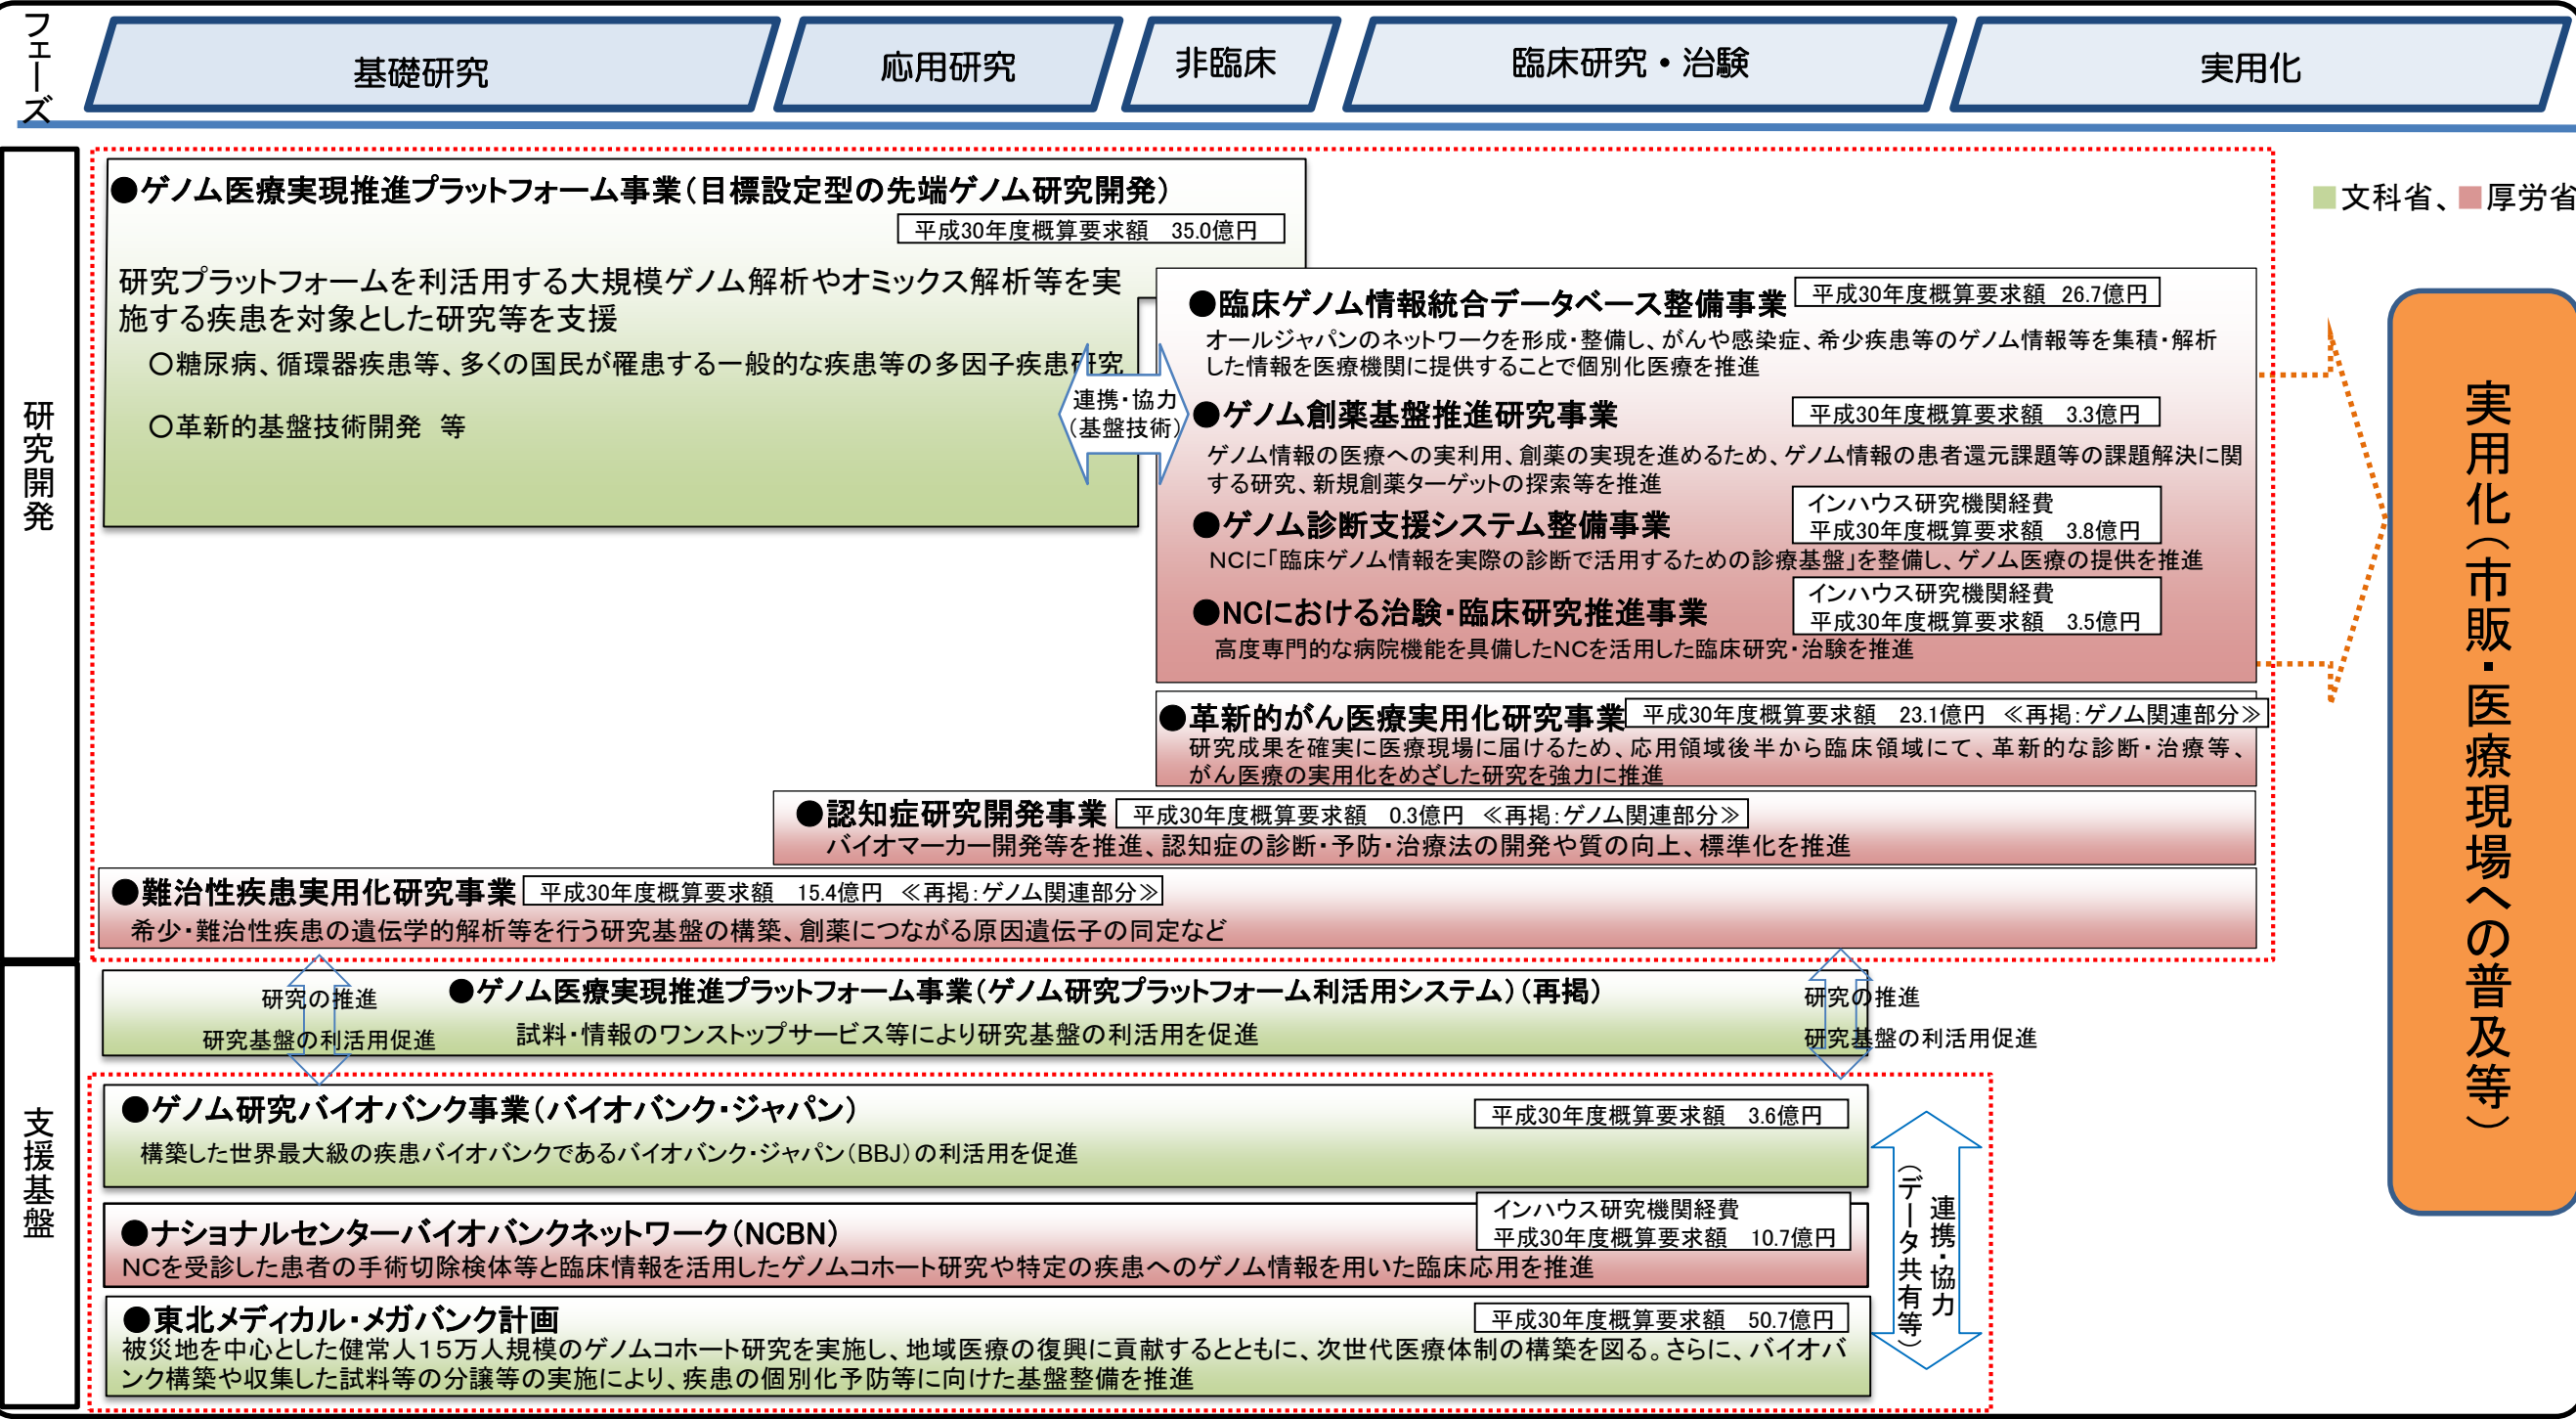 フェーズ
基礎研究
応用研究
非臨床
臨床研究・治験
実用化
研究開発
●ゲノム医療実現推進プラットフォーム事業（目標設定型の先端ゲノム研究開発）
平成30年度概算要求額　35.0億円
研究プラットフォームを利活用する大規模ゲノム解析やオミックス解析等を実
施する疾患を対象とした研究等を支援
○糖尿病、循環器疾患等、多くの国民が罹患する一般的な疾患等の多因子疾患研究
○革新的基盤技術開発　等
連携・協力
（基盤技術）
■文科省、■厚労省
●臨床ゲノム情報統合データベース整備事業
平成30年度概算要求額　26.7億円
オールジャパンのネットワークを形成・整備し、がんや感染症、希少疾患等のゲノム情報等を集積・解析
した情報を医療機関に提供することで個別化医療を推進
●ゲノム創薬基盤推進研究事業
平成30年度概算要求額　3.3億円
ゲノム情報の医療への実利用、創薬の実現を進めるため、ゲノム情報の患者還元課題等の課題解決に関
する研究、新規創薬ターゲットの探索等を推進
●ゲノム診断支援システム整備事業
インハウス研究機関経費
平成30年度概算要求額　3.8億円
NCに「臨床ゲノム情報を実際の診断で活用するための診療基盤」を整備し、ゲノム医療の提供を推進
●NCにおける治験・臨床研究推進事業
インハウス研究機関経費
平成30年度概算要求額　3.5億円
高度専門的な病院機能を具備したNCを活用した臨床研究・治験を推進
●革新的がん医療実用化研究事業
平成30年度概算要求額　23.1億円　≪再掲：ゲノム関連部分≫
研究成果を確実に医療現場に届けるため、応用領域後半から臨床領域にて、革新的な診断・治療等、
がん医療の実用化をめざした研究を強力に推進
●認知症研究開発事業
平成30年度概算要求額　0.3億円　≪再掲：ゲノム関連部分≫
バイオマーカー開発等を推進、認知症の診断・予防・治療法の開発や質の向上、標準化を推進
●難治性疾患実用化研究事業
平成30年度概算要求額　15.4億円　≪再掲：ゲノム関連部分≫
希少・難治性疾患の遺伝学的解析等を行う研究基盤の構築、創薬につながる原因遺伝子の同定など
実用化（市販・医療現場への普及等）
支援基盤
研究の推進
研究基盤の利活用促進
●ゲノム医療実現推進プラットフォーム事業（ゲノム研究プラットフォーム利活用システム）（再掲）
試料・情報のワンストップサービス等により研究基盤の利活用を促進
研究の推進
研究基盤の利活用促進
●ゲノム研究バイオバンク事業（バイオバンク・ジャパン）
平成30年度概算要求額　3.6億円
構築した世界最大級の疾患バイオバンクであるバイオバンク・ジャパン（BBJ）の利活用を促進
●ナショナルセンターバイオバンクネットワーク（NCBN）
インハウス研究機関経費
平成30年度概算要求額　10.7億円
NCを受診した患者の手術切除検体等と臨床情報を活用したゲノムコホート研究や特定の疾患へのゲノム情報を用いた臨床応用を推進
●東北メディカル・メガバンク計画
平成30年度概算要求額　50.7億円
被災地を中心とした健常人１５万人規模のゲノムコホート研究を実施し、地域医療の復興に貢献するとともに、次世代医療体制の構築を図る。さらに、バイオバ
ンク構築や収集した試料等の分譲等の実施により、疾患の個別化予防等に向けた基盤整備を推進
連携・協力
（データ共有等）